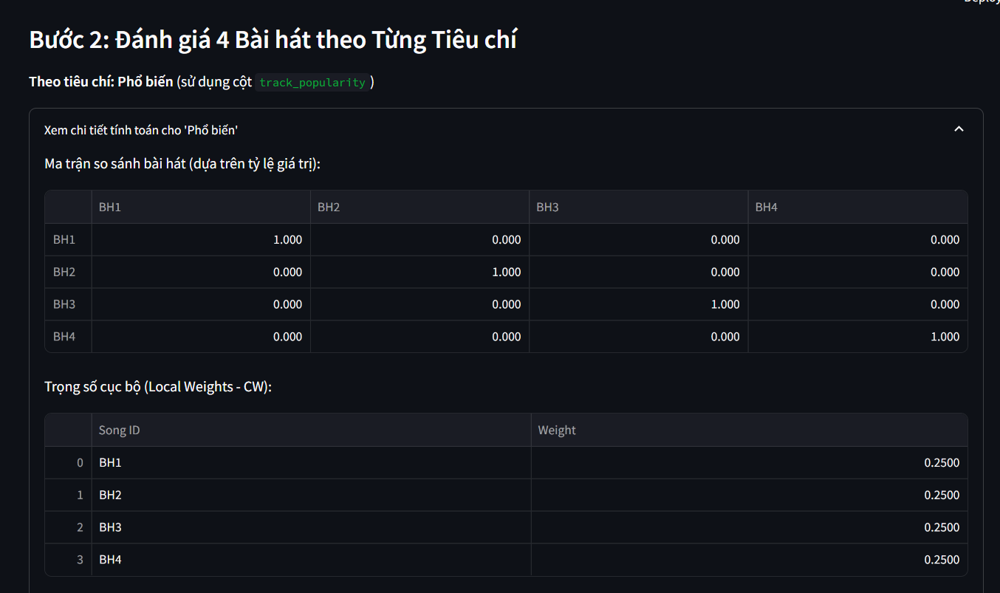 Deploy
Bước 2: Đánh giá 4 Bài hát theo Từng Tiêu chí
Theo tiêu chí: Phổ biến (sử dụng cột track_popularity)
Xem chi tiết tính toán cho 'Phổ biến'
Ma trận so sánh bài hát (dựa trên tỷ lệ giá trị):
BH1 BH2 BH3 BH4
BH1 1.000 0.000 0.000 0.000
BH2 0.000 1.000 0.000 0.000
BH3 0.000 0.000 1.000 0.000
BH4 0.000 0.000 0.000 1.000
Trọng số cục bộ (Local Weights - CW):
Song ID Weight
0 BH1 0.2500
1 BH2 0.2500
2 BH3 0.2500
3 BH4 0.2500